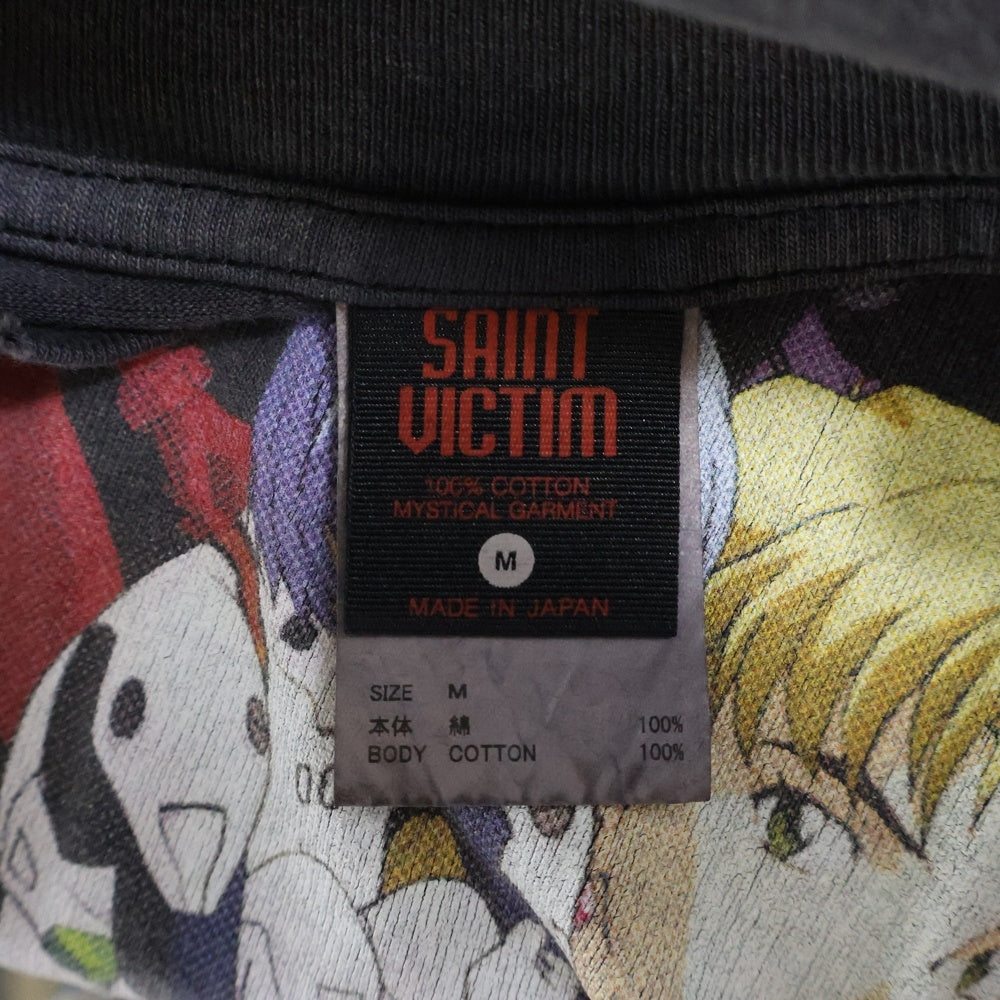 SAINT
VICTIM
100% COTTON
MYSTICAL GARMENT
M
MADE IN JAPAN
SIZE M
本体 綿 100%
BODY COTTON 100%